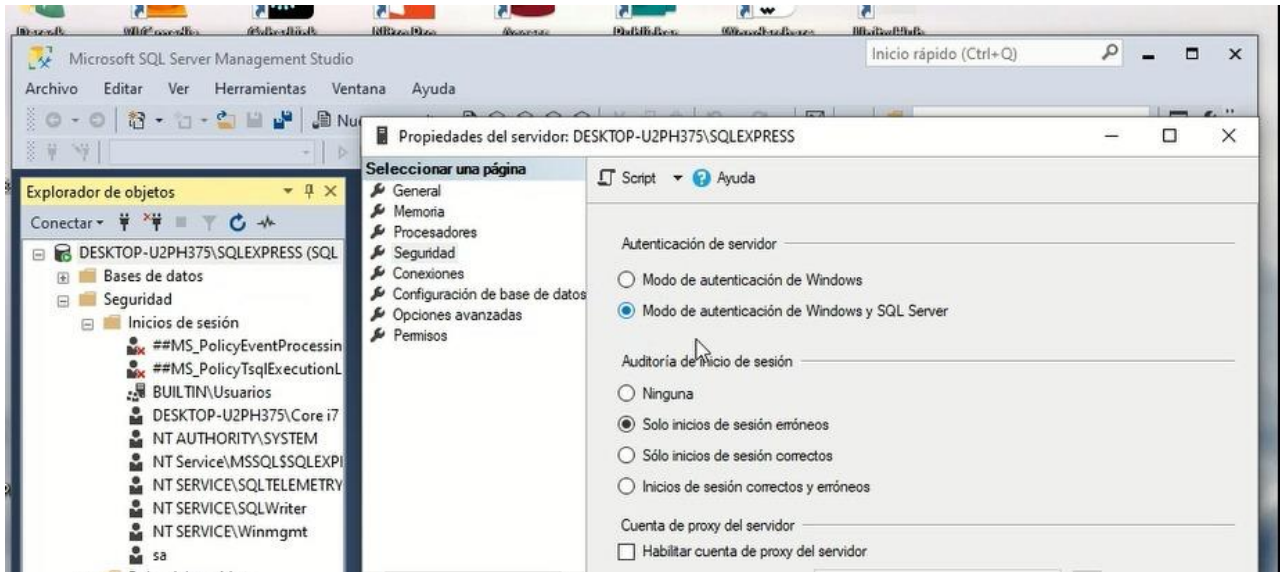 Microsoft SQL Server Management Studio
Inicio rápido (Ctrl+Q)
Archivo Editar Ver Herramientas Ventana Ayuda
Propiedades del servidor: DESKTOP-U2PH375\SQLEXPRESS
Seleccionar una página
General
Memoria
Procesadores
Seguridad
Conexiones
Configuración de base de datos
Opciones avanzadas
Permisos
Script Ayuda
Autenticación de servidor
Modo de autenticación de Windows
Modo de autenticación de Windows y SQL Server
Auditoría de inicio de sesión
Ninguna
Solo inicios de sesión erróneos
Sólo inicios de sesión correctos
Inicios de sesión correctos y erróneos
Cuenta de proxy del servidor
Habilitar cuenta de proxy del servidor
Explorador de objetos
Conectar
DESKTOP-U2PH375\SQLEXPRESS (SQL
Bases de datos
Seguridad
Inicios de sesión
##MS_PolicyEventProcessin
##MS_PolicyTsqlExecutionL
BUILTIN\Usuarios
DESKTOP-U2PH375\Core i7
NT AUTHORITY\SYSTEM
NT Service\MSSQL$SQLEXPI
NT SERVICE\SQLTELEMETRY
NT SERVICE\SQLWriter
NT SERVICE\Winmgmt
sa